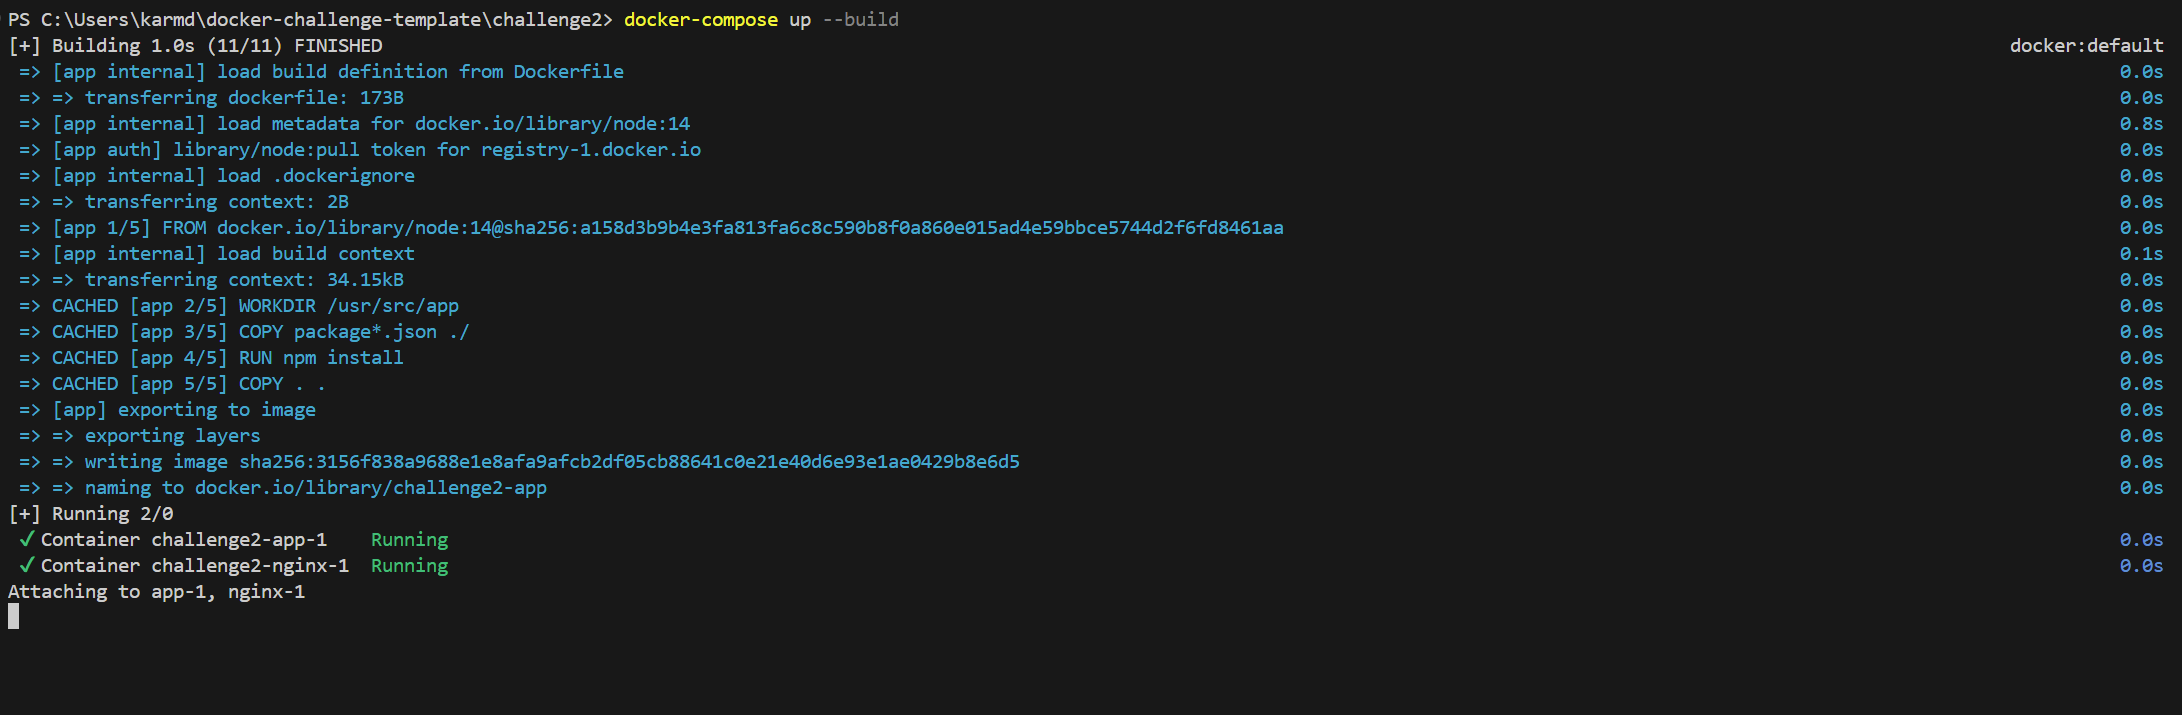 PS C:\Users\karmd\docker-challenge-template\challenge2> docker-compose up --build
[+] Building 1.0s (11/11) FINISHED docker:default
=> [app internal] load build definition from Dockerfile 0.0s
=> => transferring dockerfile: 173B 0.0s
=> [app internal] load metadata for docker.io/library/node:14 0.8s
=> [app auth] library/node:pull token for registry-1.docker.io 0.0s
=> [app internal] load .dockerignore 0.0s
=> => transferring context: 2B 0.0s
=> [app 1/5] FROM docker.io/library/node:14@sha256:a158d3b9b4e3fa813fa6c8c590b8f0a860e015ad4e59bbce5744d2f6fd8461aa 0.0s
=> [app internal] load build context 0.1s
=> => transferring context: 34.15kB 0.0s
=> CACHED [app 2/5] WORKDIR /usr/src/app 0.0s
=> CACHED [app 3/5] COPY package*.json ./ 0.0s
=> CACHED [app 4/5] RUN npm install 0.0s
=> CACHED [app 5/5] COPY . . 0.0s
=> [app] exporting to image 0.0s
=> => exporting layers 0.0s
=> => writing image sha256:3156f838a9688e1e8afa9afcb2df05cb88641c0e21e40d6e93e1ae0429b8e6d5 0.0s
=> => naming to docker.io/library/challenge2-app 0.0s
[+] Running 2/0
✓ Container challenge2-app-1 Running 0.0s
✓ Container challenge2-nginx-1 Running 0.0s
Attaching to app-1, nginx-1